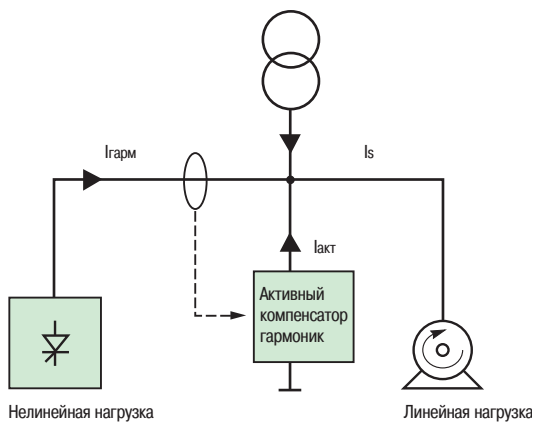 Iгарм
Is
Iакт
Активный
компенсатор
гармоник
Нелинейная нагрузка
Линейная нагрузка